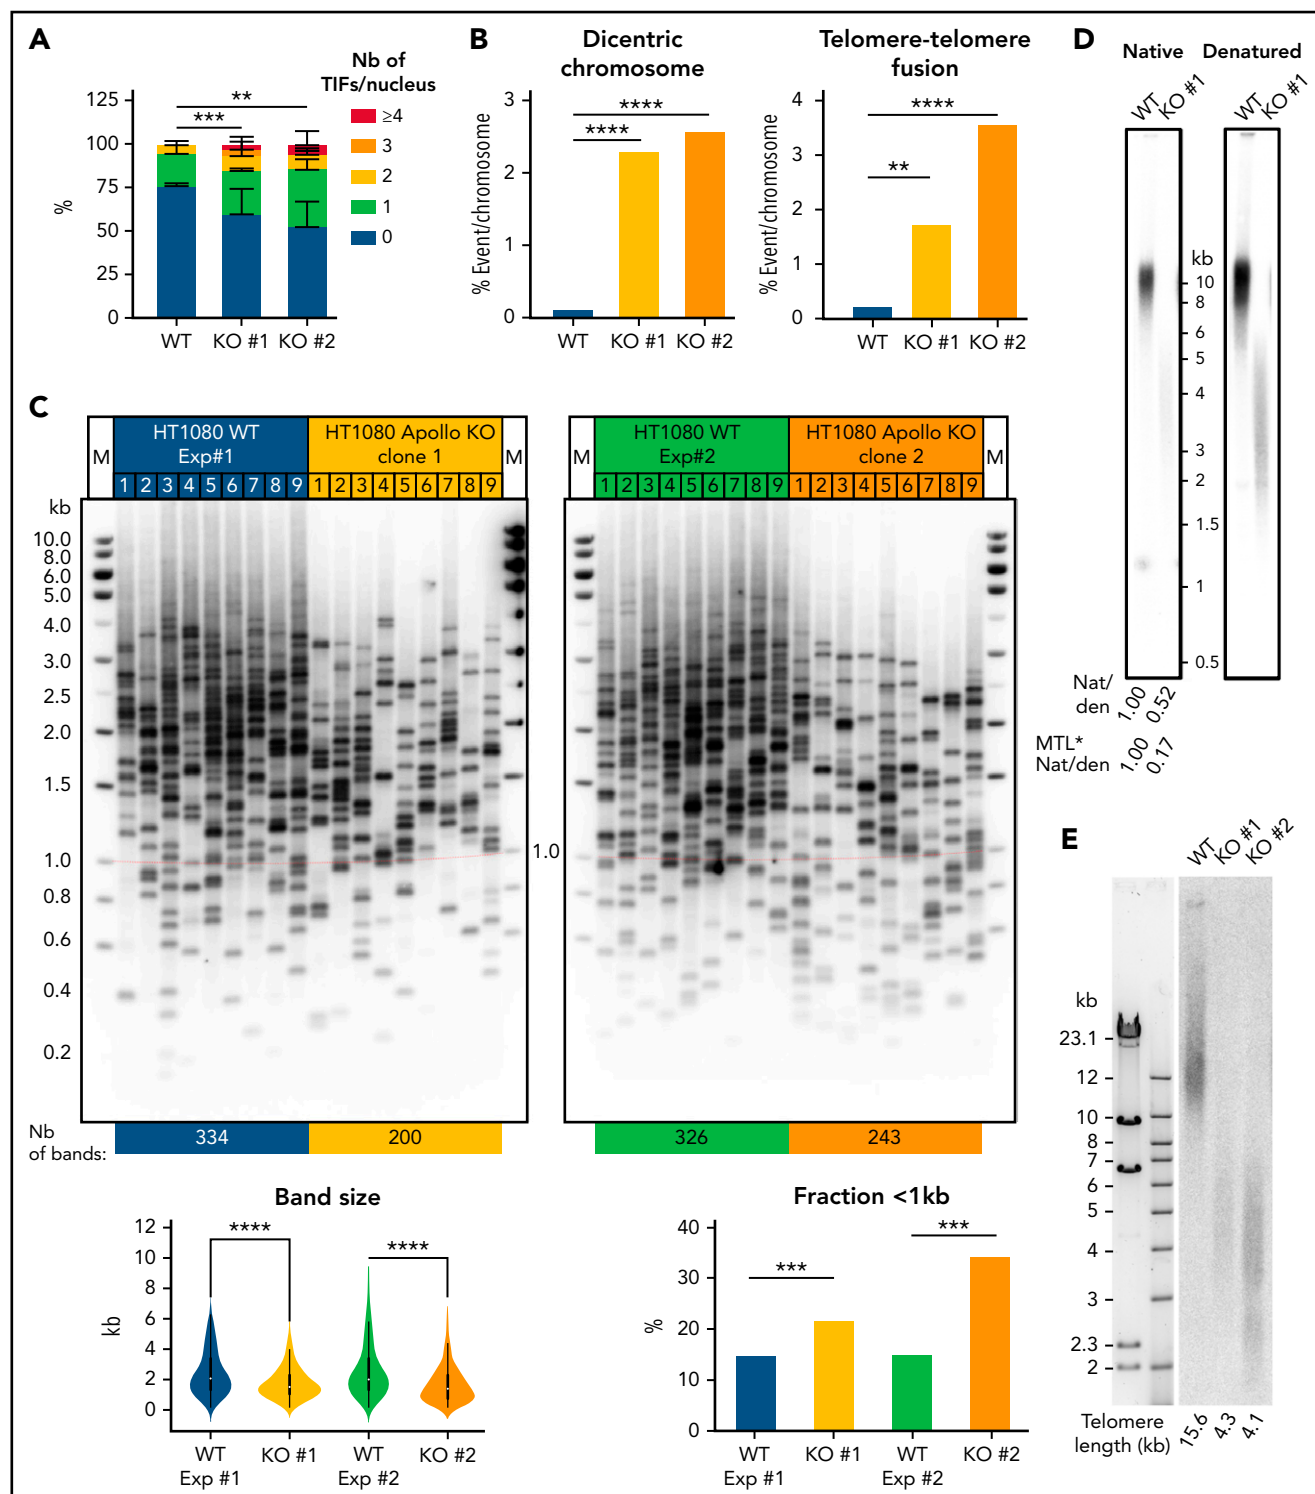 A
Nb of
TIFs/nucleus
≥4
3
2
1
0
125
100
75
50
25
0
%
**
***
WT
KO #1
KO #2
B
Dicentric
chromosome
% Event/chromosome
3
2
1
0
****
****
WT
KO #1
KO #2
Telomere-telomere
fusion
% Event/chromosome
4
3
2
1
0
****
**
WT
KO #1
KO #2
C
M
HT1080 WT
Exp#1
HT1080 Apollo KO
clone 1
M
1 2 3 4 5 6 7 8 9 1 2 3 4 5 6 7 8 9
kb
10.0
8.0
6.0
5.0
4.0
3.0
2.5
2.0
1.5
1.0
0.8
0.6
0.4
0.2
Nb
of bands:
334
200
M
HT1080 WT
Exp#2
HT1080 Apollo KO
clone 2
M
1 2 3 4 5 6 7 8 9 1 2 3 4 5 6 7 8 9
1.0
326
243
Band size
kb
12
10
8
6
4
2
0
****
****
WT
Exp #1
KO #1
WT
Exp #2
KO #2
Fraction <1kb
%
40
30
20
10
0
***
***
WT
Exp #1
KO #1
WT
Exp #2
KO #2
D
Native
Denatured
WT
KO #1
WT
KO #1
kb
10
8
6
5
4
3
2
1.5
1
0.5
Nat/
den
1.00
0.52
MTL*
Nat/den
1.00
0.17
E
WT
KO #1
KO #2
kb
23.1
12
10
8
7
6
5
4
3
2.3
2
Telomere
length (kb)
15.6
4.3
4.1